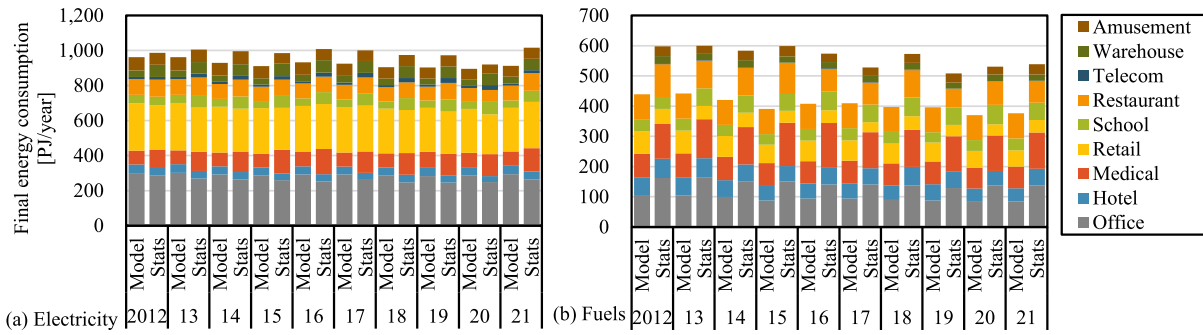 Final energy consumption
[PJ/year]
1,200
1,000
800
600
400
200
0
Model Stats Model Stats Model Stats Model Stats Model Stats Model Stats Model Stats Model Stats Model Stats Model Stats
(a) Electricity 2012 13 14 15 16 17 18 19 20 21
700
600
500
400
300
200
100
0
Model Stats Model Stats Model Stats Model Stats Model Stats Model Stats Model Stats Model Stats Model Stats Model Stats
(b) Fuels 2012 13 14 15 16 17 18 19 20 21
Amusement
Warehouse
Telecom
Restaurant
School
Retail
Medical
Hotel
Office